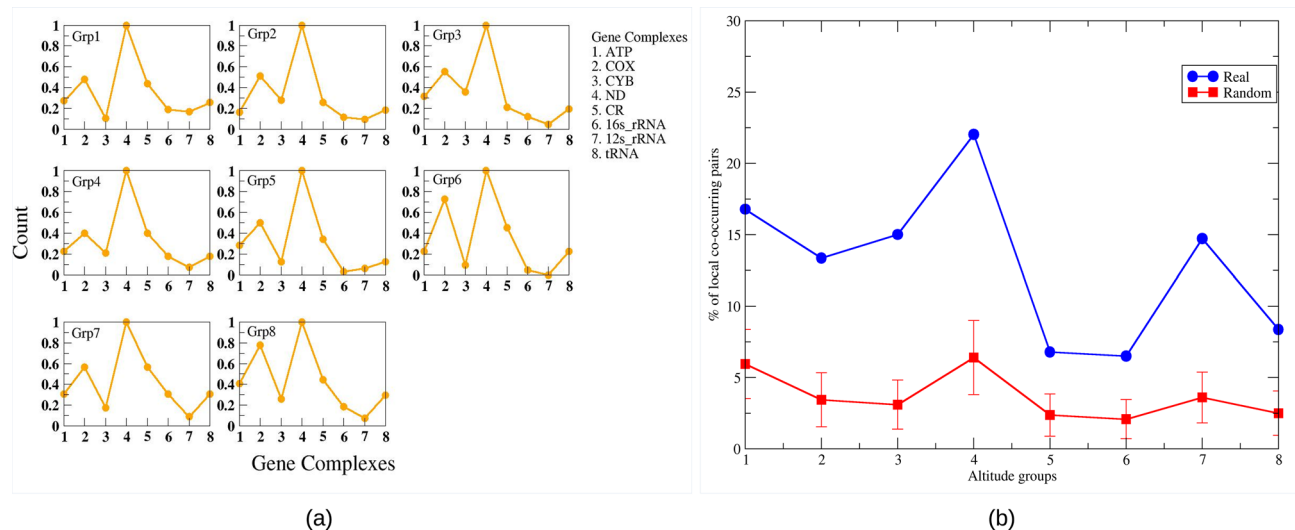 Grp1
Grp2
Grp3
Grp4
Grp5
Grp6
Grp7
Grp8
0
0.2
0.4
0.6
0.8
1
1 2 3 4 5 6 7 8
Count
Gene Complexes
Gene Complexes
1. ATP
2. COX
3. CYB
4. ND
5. CR
6. 16s_rRNA
7. 12s_rRNA
8. tRNA
(a)
30
25
20
15
10
5
0
% of local co-occurring pairs
Real
Random
1 2 3 4 5 6 7 8
Altitude groups
(b)